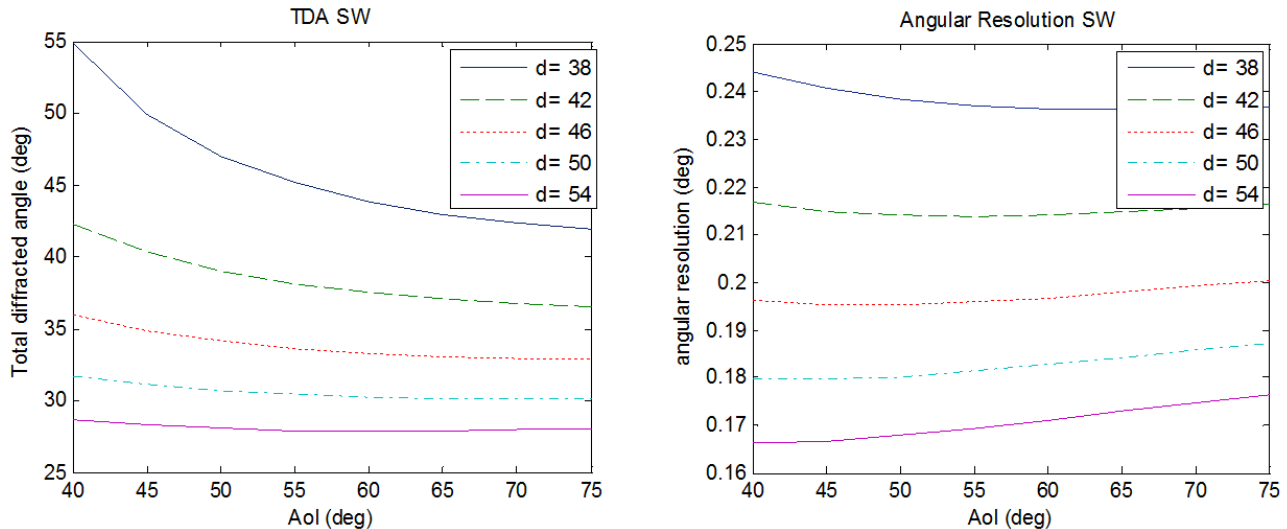 TDA SW
Total diffracted angle (deg)
55
50
45
40
35
30
25
d= 38
d= 42
d= 46
d= 50
d= 54
40 45 50 55 60 65 70 75
AoI (deg)
Angular Resolution SW
angular resolution (deg)
0.25
0.24
0.23
0.22
0.21
0.2
0.19
0.18
0.17
0.16
d= 38
d= 42
d= 46
d= 50
d= 54
40 45 50 55 60 65 70 75
AoI (deg)